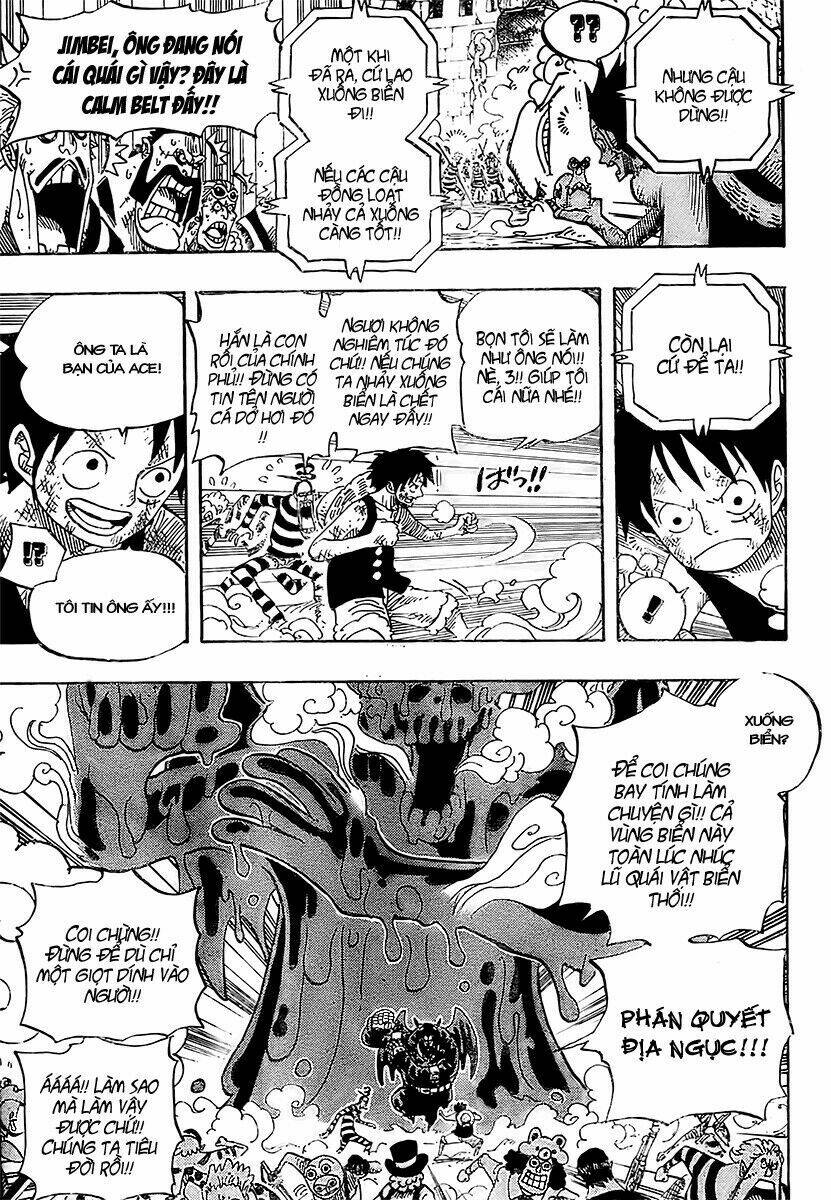 NHƯNG CẬU
KHÔNG ĐƯỢC
DỪNG!!
??
MỘT KHI
ĐÃ RA, CỨ LAO
XUỐNG BIỂN
ĐI!!
NẾU CÁC CẬU
ĐỒNG LOẠT
NHẢY CẢ XUỐNG
CÀNG TỐT!!
JIMBEI, ÔNG ĐANG NÓI
CÁI QUÁI GÌ VẬY? ĐÂY LÀ
CALM BELT ĐẤY!!
CÒN LẠI
CỨ ĐỂ TA!!
!!
BỌN TÔI SẼ LÀM
NHƯ ÔNG NÓI!!
NÈ, 3!! GIÚP TÔI
CÁI NỮA NHÉ!!
NGƯƠI KHÔNG
NGHIÊM TÚC ĐÓ
CHỨ!! NẾU CHÚNG
TA NHẢY XUỐNG
BIỂN LÀ CHẾT
NGAY ĐẤY!!
HẮN LÀ CON
RỐI CỦA CHÍNH
PHỦ!! ĐỪNG CÓ
TIN TÊN NGƯỜI
CÁ DỞ HƠI ĐÓ
!!
ばっ!!
ÔNG TA LÀ
BẠN CỦA ACE!
!?
TÔI TIN ÔNG ẤY!!!
XUỐNG
BIỂN?
ĐỂ COI CHÚNG
BAY TÍNH LÀM
CHUYỆN GÌ!! CẢ
VÙNG BIỂN NÀY
TOÀN LÚC NHÚC
LŨ QUÁI VẬT BIỂN
THÔI!!
PHÁN QUYẾT
ĐỊA NGỤC!!!
COI CHỪNG!!
ĐỪNG ĐỂ DÙ CHỈ
MỘT GIỌT DÍNH VÀO
NGƯỜI!!
ÁÁÁÁ!! LÀM SAO
MÀ LÀM VẬY
ĐƯỢC CHỨ!!
CHÚNG TA TIÊU
ĐỜI RỒI!!